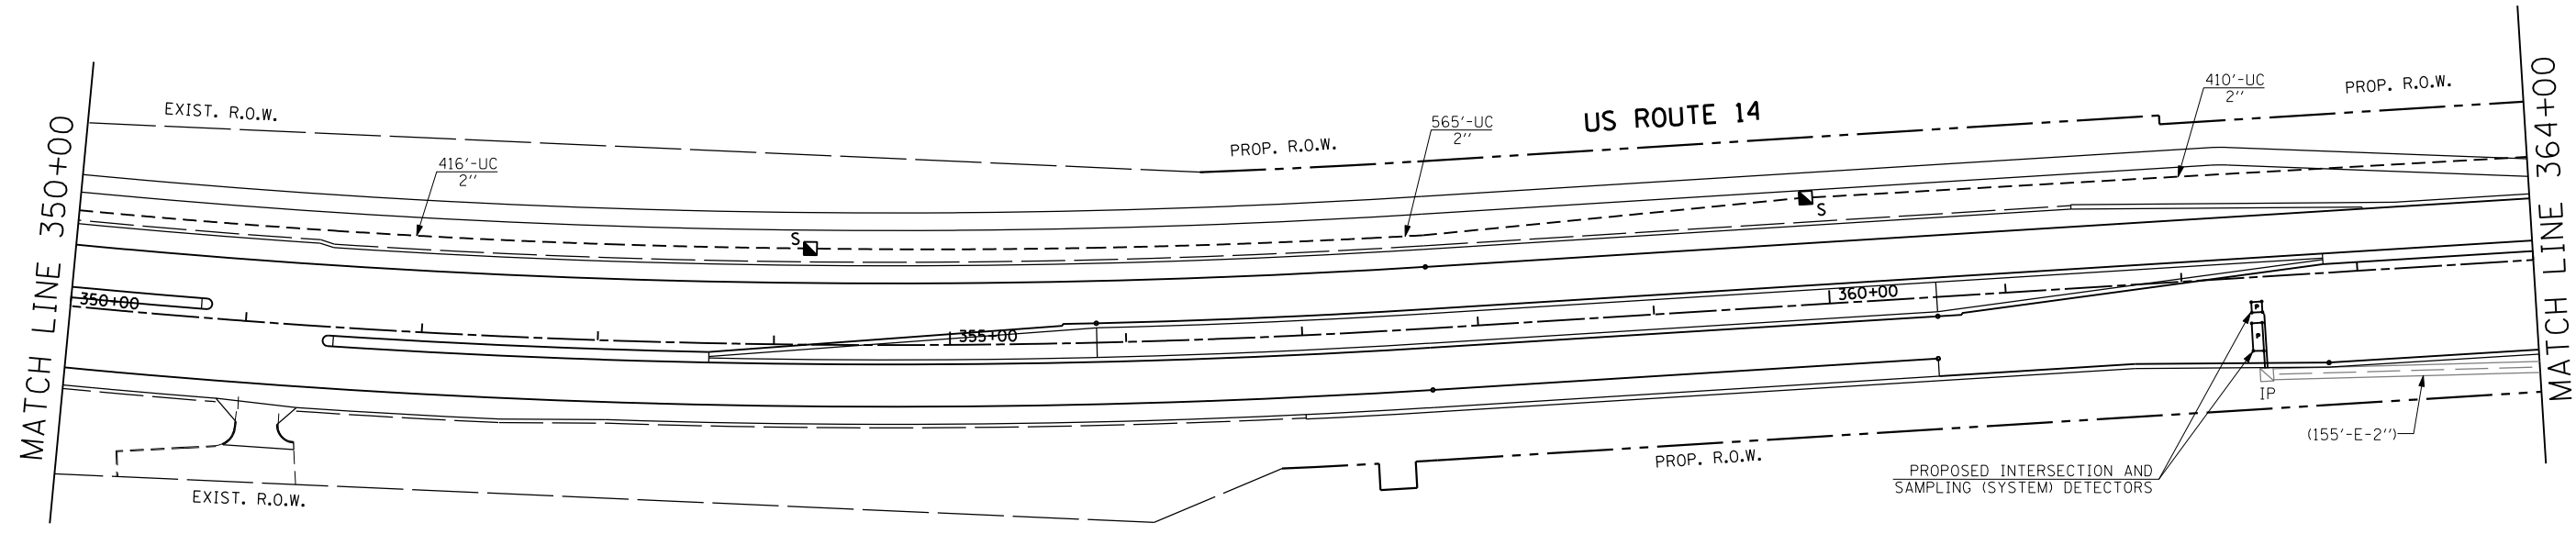 MATCH LINE 350+00
EXIST. R.O.W.
416'-UC
2''
S
PROP. R.O.W.
565'-UC
2''
US ROUTE 14
S
410'-UC
2''
PROP. R.O.W.
MATCH LINE 364+00
350+00
355+00
360+00
P
P
IP
(155'-E-2'')
EXIST. R.O.W.
PROP. R.O.W.
PROPOSED INTERSECTION AND
SAMPLING (SYSTEM) DETECTORS